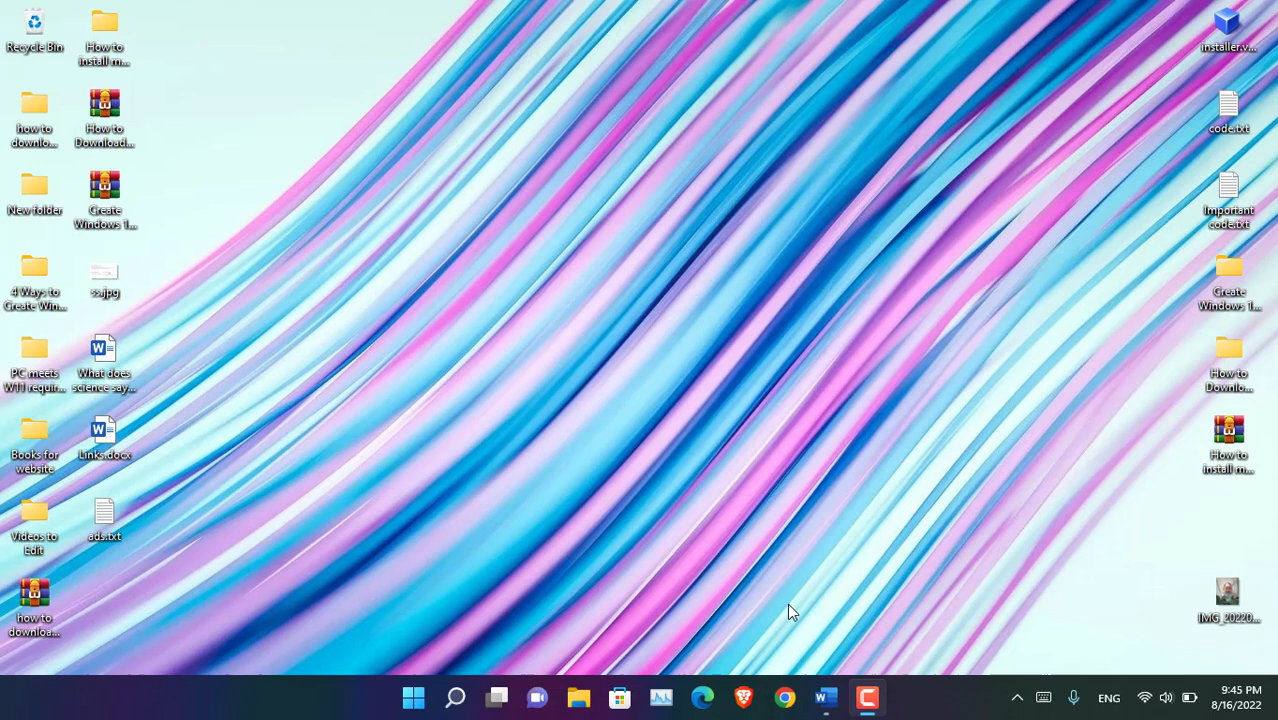 Recycle Bin
How to
install m...
how to
downlo...
How to
Download...
New folder
Create
Windows 1...
4 Ways to
Create Win...
ss.jpg
PC meets
W11 requir...
What does
science say...
Books for
website
Links.docx
Videos to
Edit
ads.txt
how to
downloa...
installer.v...
code.txt
Important
code.txt
Create
Windows 1...
How to
Downlo...
How to
install m...
IMG_20220...
ENG
9:45 PM
8/16/2022